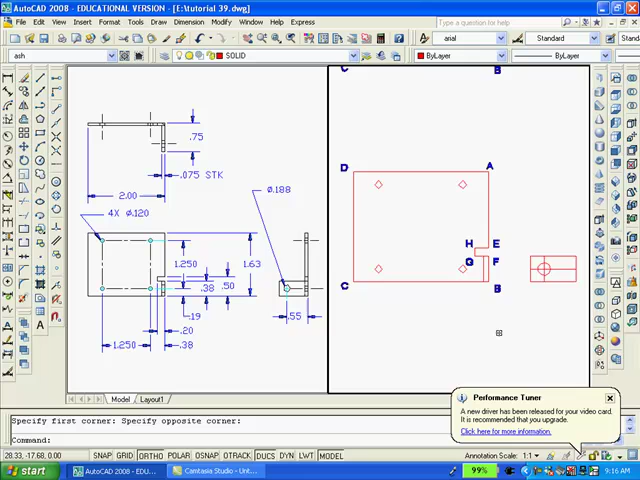 AutoCAD 2008 - EDUCATIONAL VERSION - [E:\tutorial 39.dwg]
File Edit View Insert Format Tools Draw Dimension Modify Window Help Express
Type a question for help
ash
SOLID
ByLayer
ByLayer
arial
Standard
.75
.075 STK
2.00
4X Ø.120
Ø.188
1.250
1.63
.38
.50
.19
.20
.38
1.250
.55
C
B
D
A
H
E
G
F
C
B
Model
Layout1
Specify first corner: Specify opposite corner:
Command:
Performance Tuner
A new driver has been released for your video card.
It is recommended that you upgrade.
Click here for more information.
28.33, -0.68, 0.00
SNAP GRID ORTHO POLAR OSNAP OTRACK DUCS DYN LWT MODEL
Annotation Scale: 1:1
start
AutoCAD 2008 - EDU...
Camtasia Studio - Unt...
99%
9:16 AM